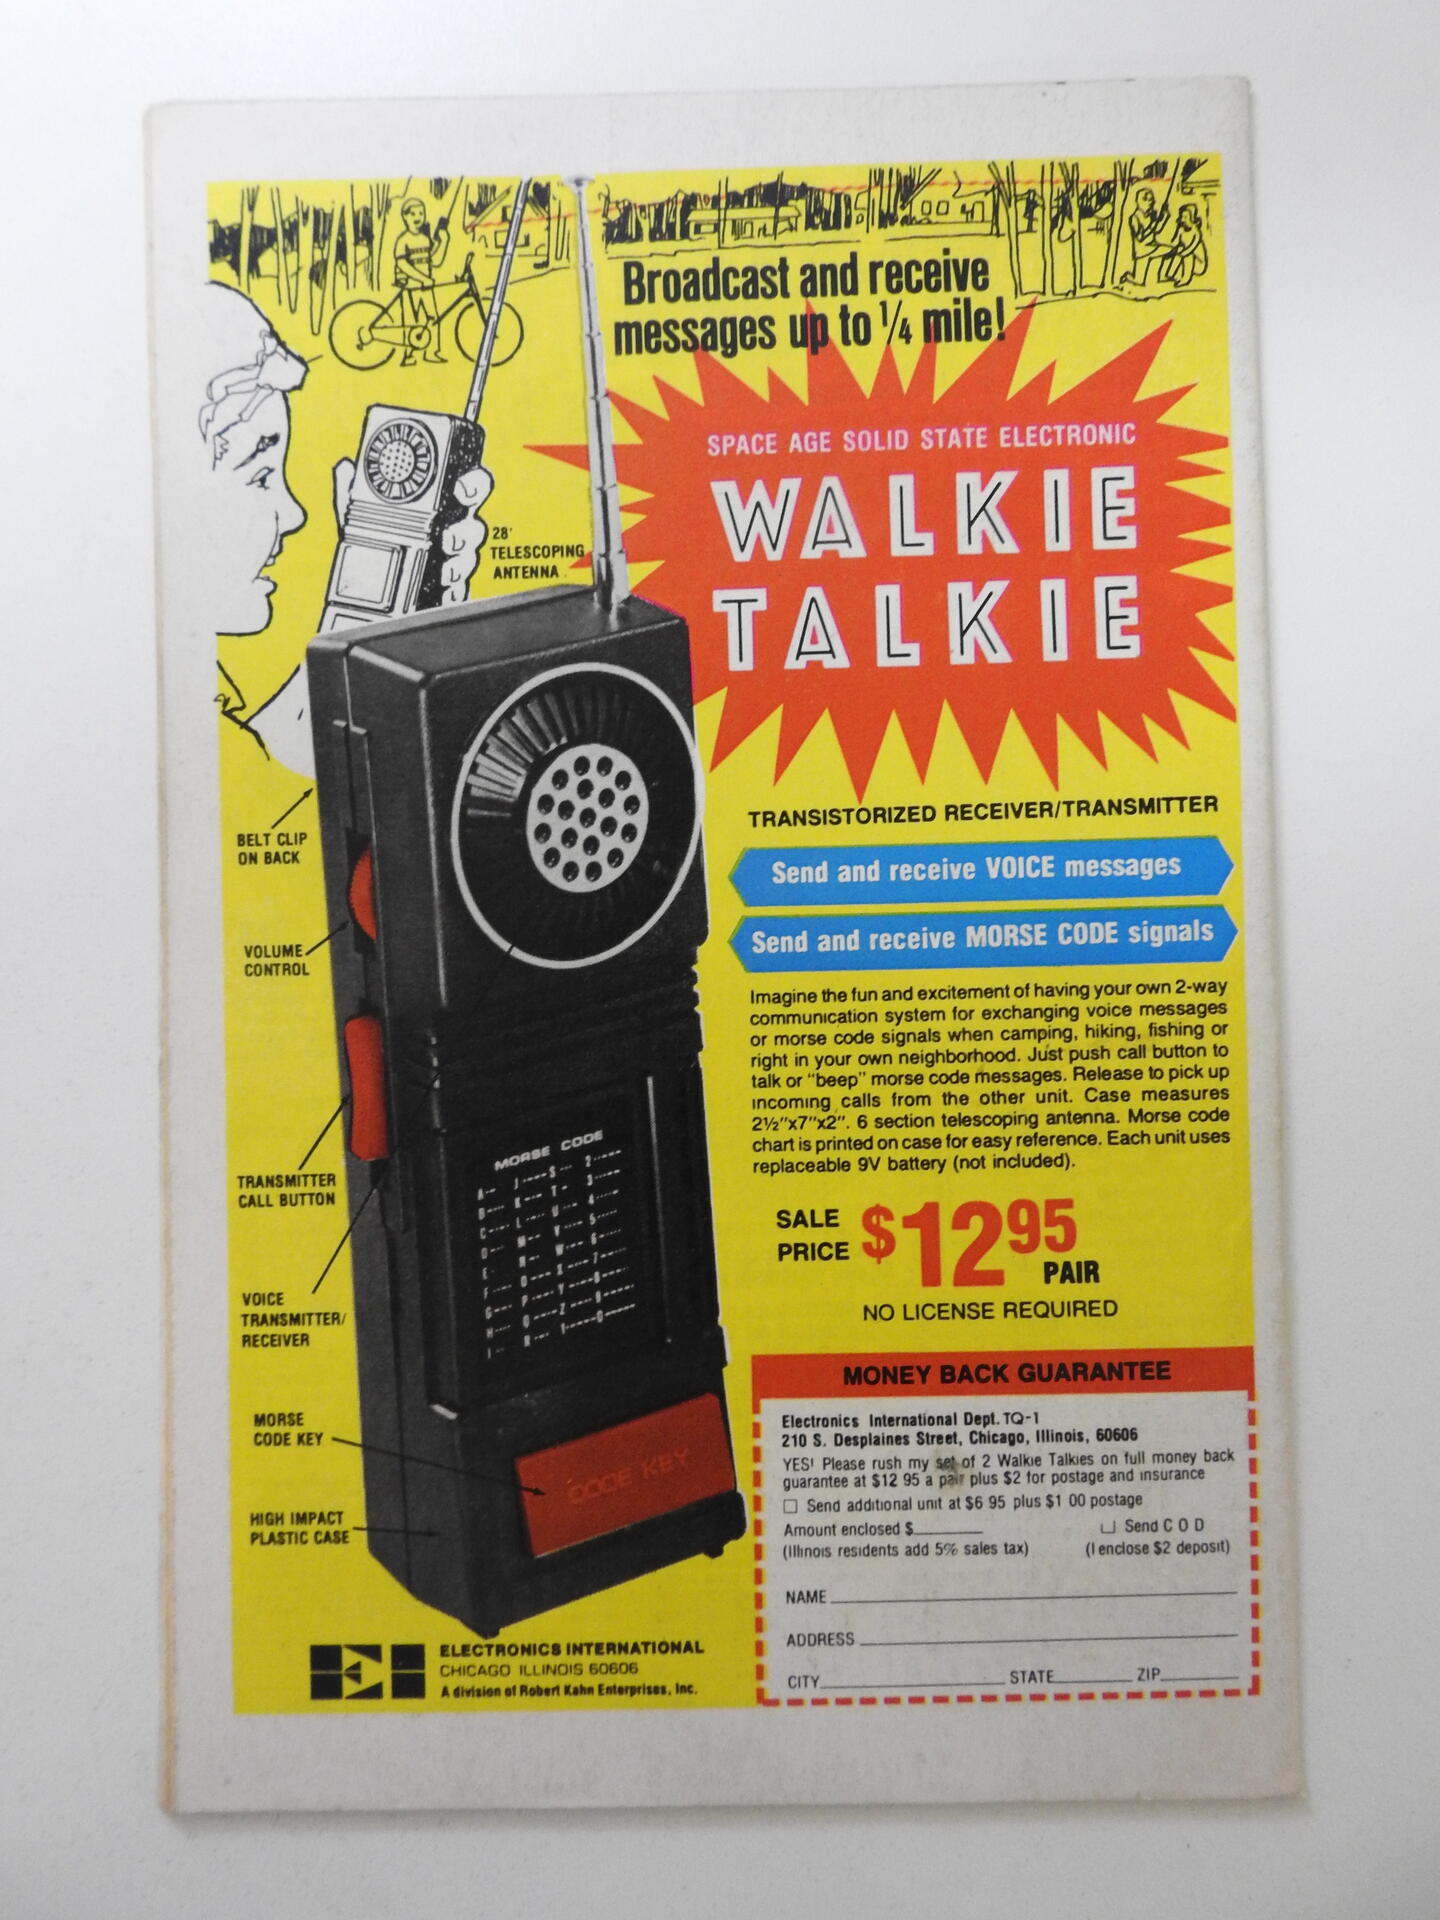 Broadcast and receive
messages up to 1/4 mile!
SPACE AGE SOLID STATE ELECTRONIC
WALKIE
TALKIE
28'
TELESCOPING
ANTENNA
BELT CLIP
ON BACK
VOLUME
CONTROL
TRANSMITTER
CALL BUTTON
VOICE
TRANSMITTER/
RECEIVER
MORSE
CODE KEY
HIGH IMPACT
PLASTIC CASE
MORSE CODE
CODE KEY
TRANSISTORIZED RECEIVER/TRANSMITTER
Send and receive VOICE messages
Send and receive MORSE CODE signals
Imagine the fun and excitement of having your own 2-way
communication system for exchanging voice messages
or morse code signals when camping, hiking, fishing or
right in your own neighborhood. Just push call button to
talk or "beep" morse code messages. Release to pick up
incoming calls from the other unit. Case measures
2½"x7"x2". 6 section telescoping antenna. Morse code
chart is printed on case for easy reference. Each unit uses
replaceable 9V battery (not included).
SALE
PRICE $12 95
PAIR
NO LICENSE REQUIRED
MONEY BACK GUARANTEE
Electronics International Dept. TQ-1
210 S. Desplaines Street, Chicago, Illinois, 60606
YES! Please rush my set of 2 Walkie Talkies on full money back
guarantee at $12 95 a pair plus $2 for postage and insurance
☐ Send additional unit at $6 95 plus $1 00 postage
Amount enclosed $ ☐ Send C O D
(Illinois residents add 5% sales tax) (I enclose $2 deposit)
NAME
ADDRESS
CITY STATE ZIP
EI
ELECTRONICS INTERNATIONAL
CHICAGO ILLINOIS 60606
A division of Robert Kahn Enterprises, Inc.